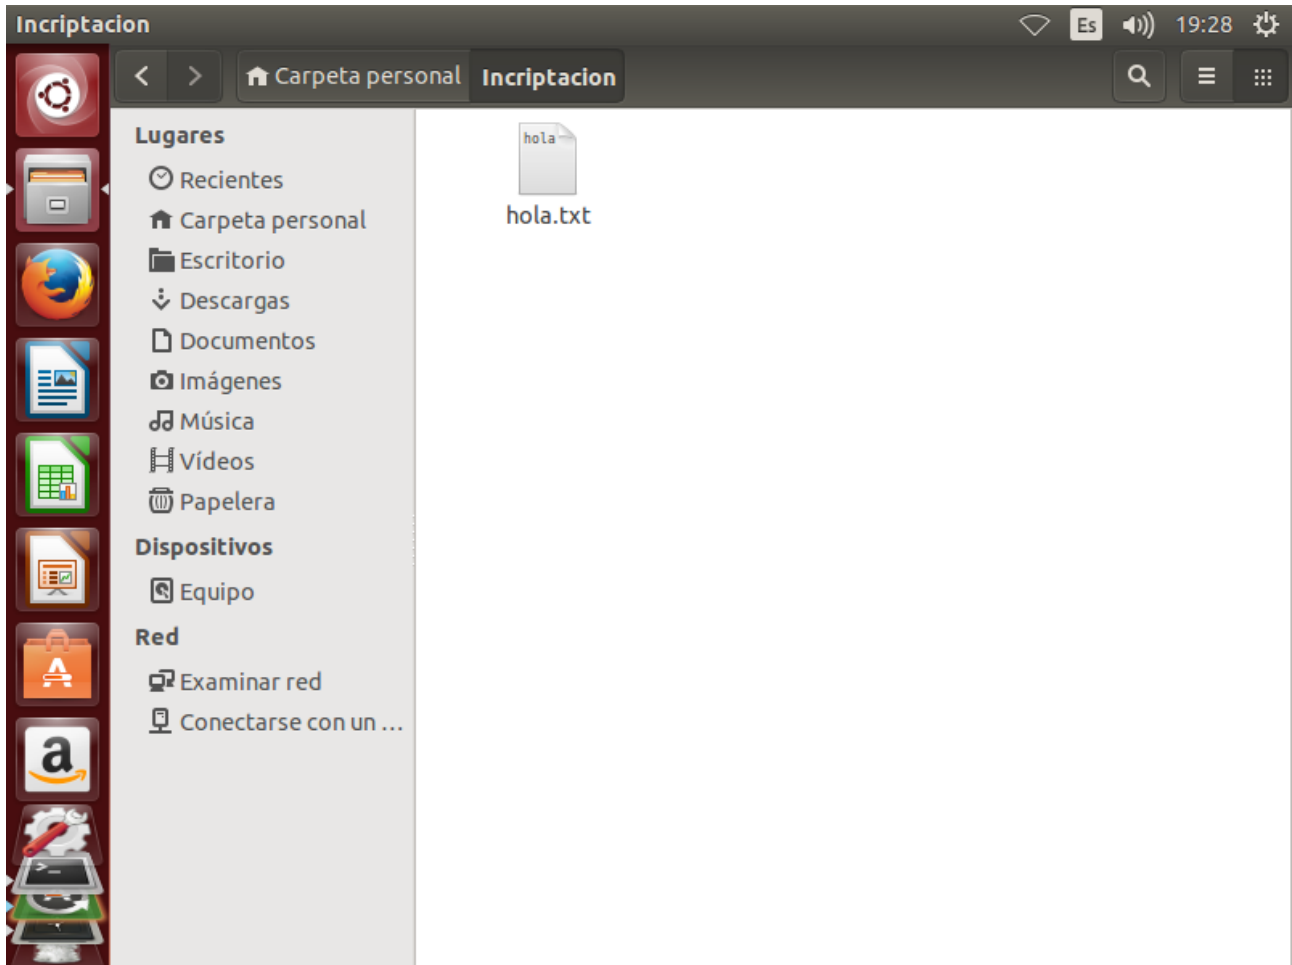 Incriptacion
Es
19:28
Carpeta personal
Incriptacion
Lugares
Recientes
Carpeta personal
Escritorio
Descargas
Documentos
Imágenes
Música
Vídeos
Papelera
Dispositivos
Equipo
Red
Examinar red
Conectarse con un ...
hola
hola.txt